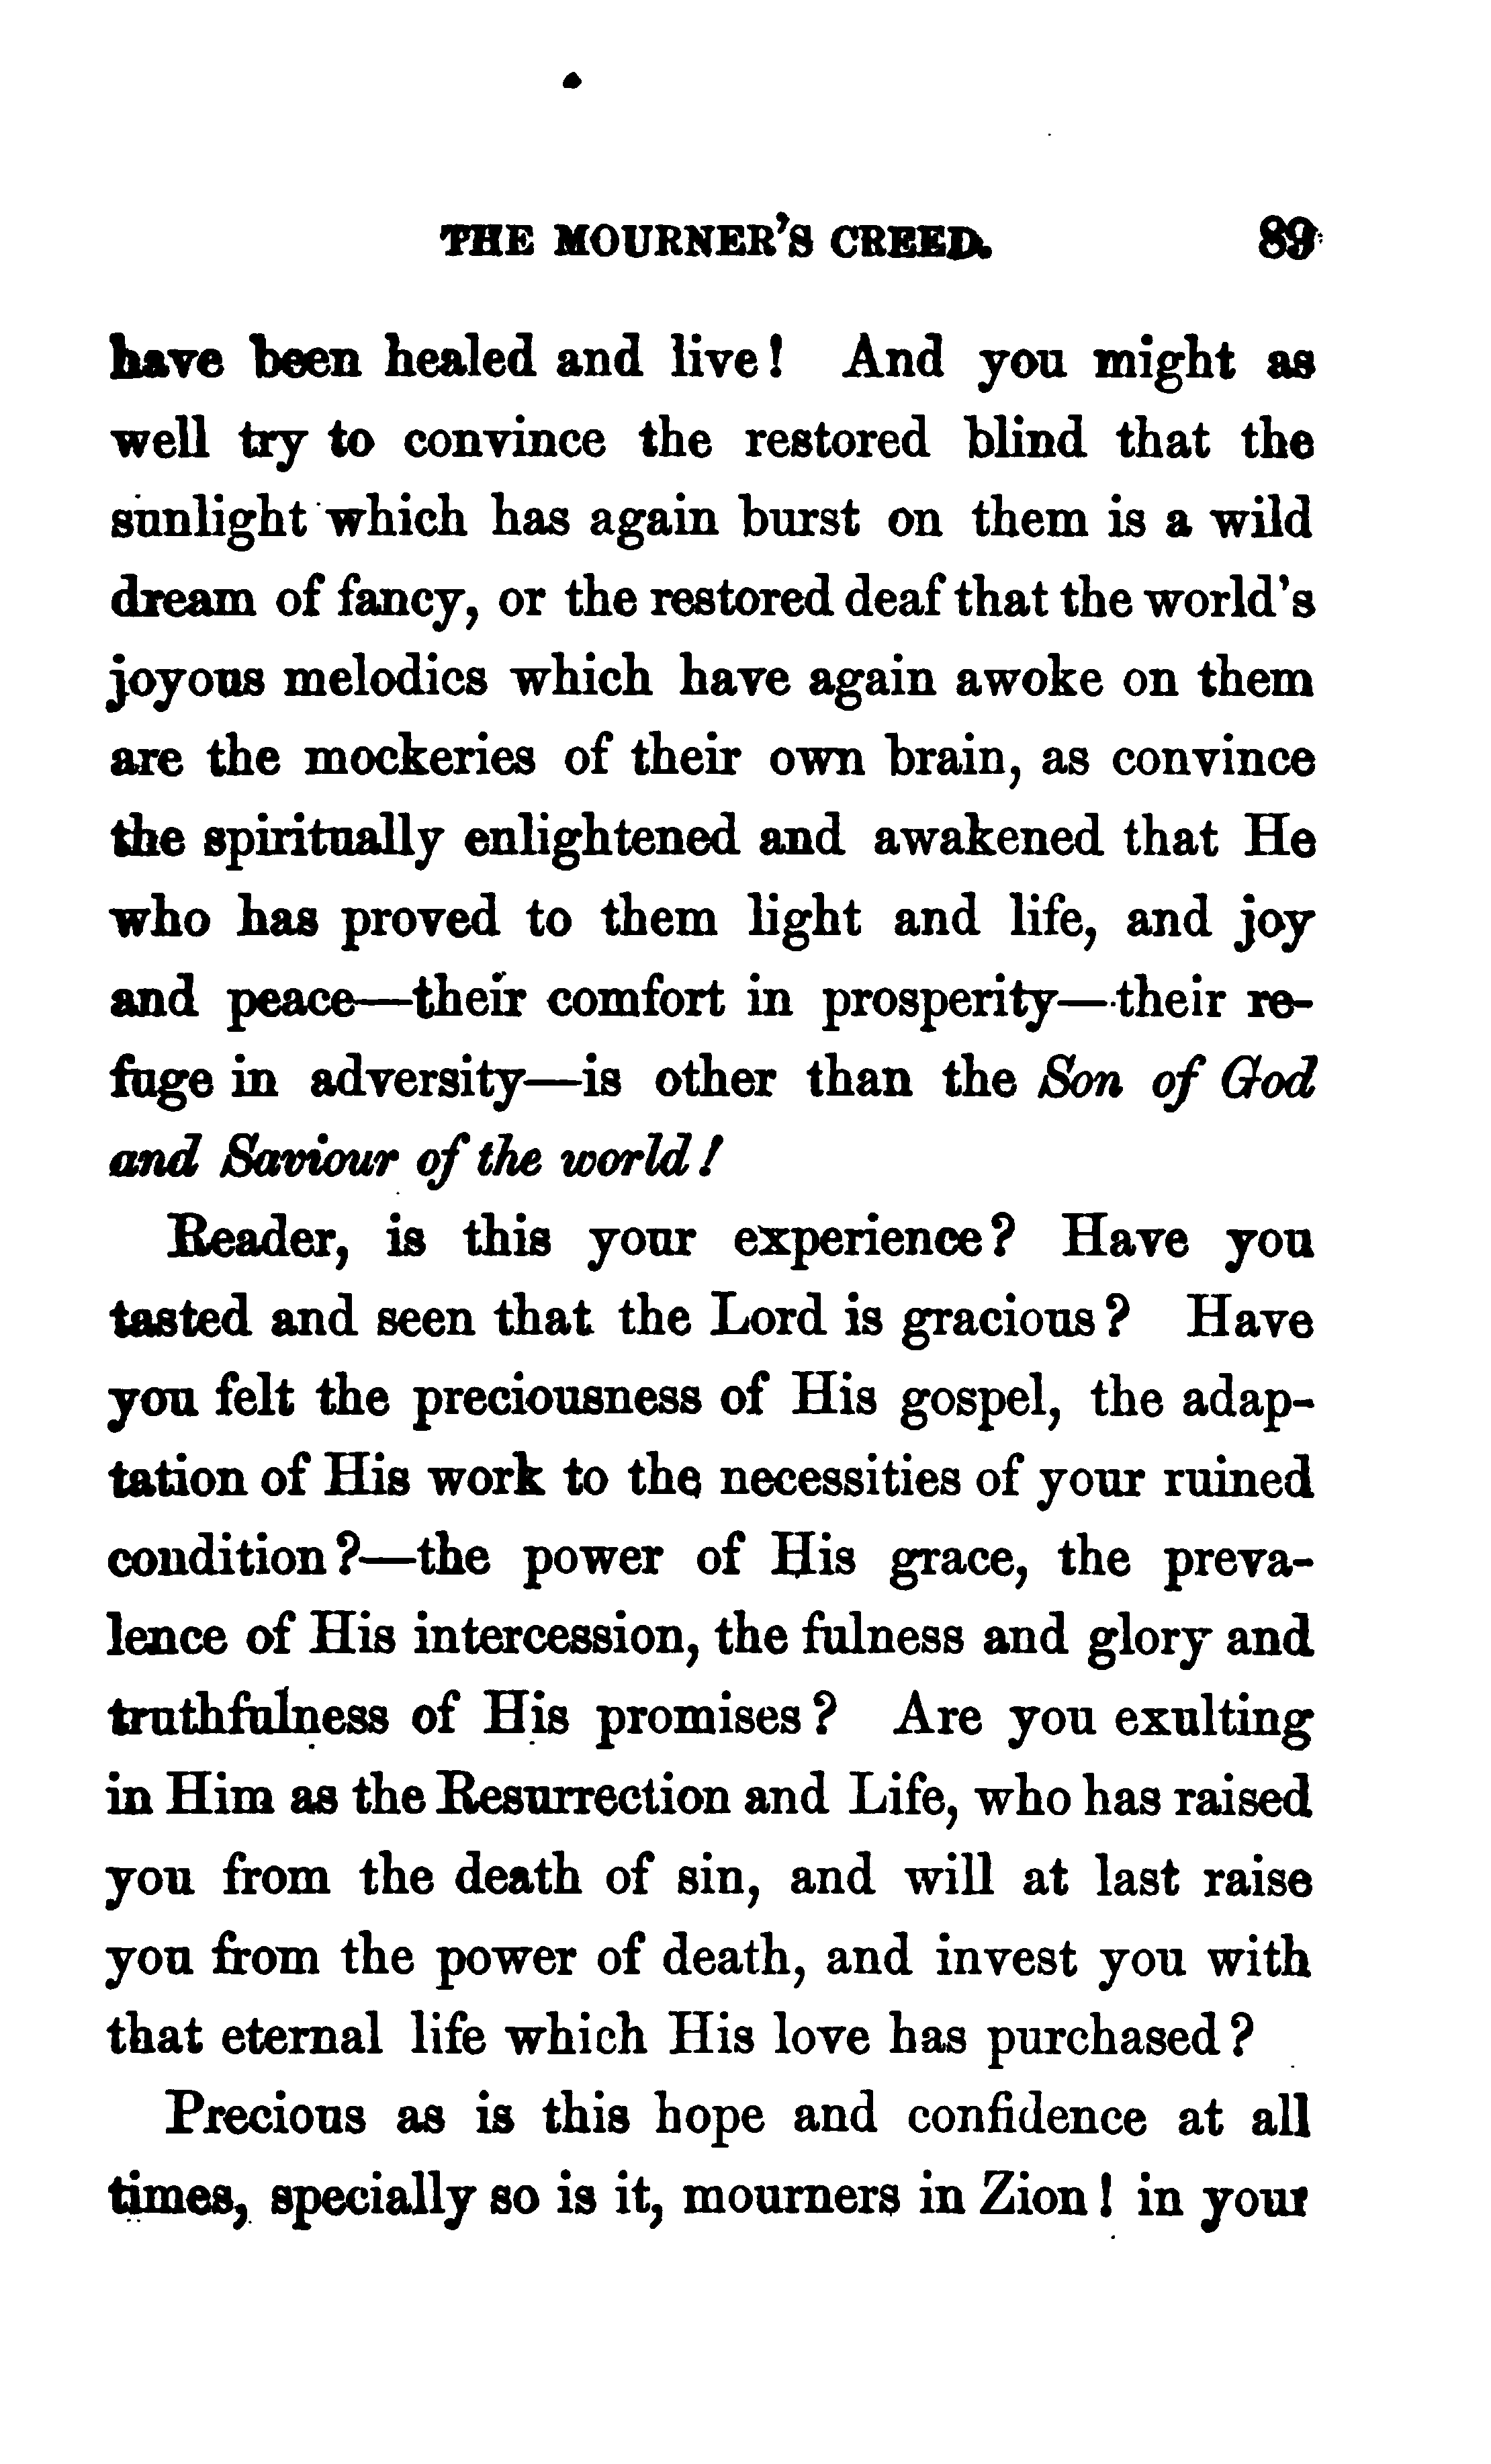 THE MOURNER'S CREED. 89
have been healed and live! And you might as
well try to convince the restored blind that the
sunlight which has again burst on them is a wild
dream of fancy, or the restored deaf that the world's
joyous melodies which have again awoke on them
are the mockeries of their own brain, as convince
the spiritually enlightened and awakened that He
who has proved to them light and life, and joy
and peace—their comfort in prosperity—their re-
fuge in adversity—is other than the Son of God
and Saviour of the world!
Reader, is this your experience? Have you
tasted and seen that the Lord is gracious? Have
you felt the preciousness of His gospel, the adap-
tation of His work to the necessities of your ruined
condition?—the power of His grace, the preva-
lence of His intercession, the fulness and glory and
truthfulness of His promises? Are you exulting
in Him as the Resurrection and Life, who has raised
you from the death of sin, and will at last raise
you from the power of death, and invest you with
that eternal life which His love has purchased?
Precious as is this hope and confidence at all
times, specially so is it, mourners in Zion! in your